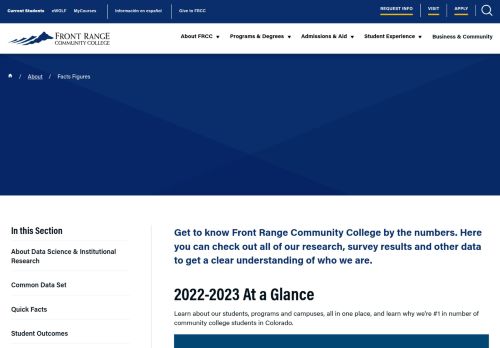 Current Students eWOLF MyCourses Información en español Give to FRCC REQUEST INFO VISIT APPLY
FRONT RANGE
COMMUNITY COLLEGE
About FRCC Programs & Degrees Admissions & Aid Student Experience Business & Community
/ About / Facts Figures
In this Section
About Data Science & Institutional
Research
Common Data Set
Quick Facts
Student Outcomes
Get to know Front Range Community College by the numbers. Here
you can check out all of our research, survey results and other data
to get a clear understanding of who we are.
2022-2023 At a Glance
Learn about our students, programs and campuses, all in one place, and learn why we're #1 in number
of community college students in Colorado.